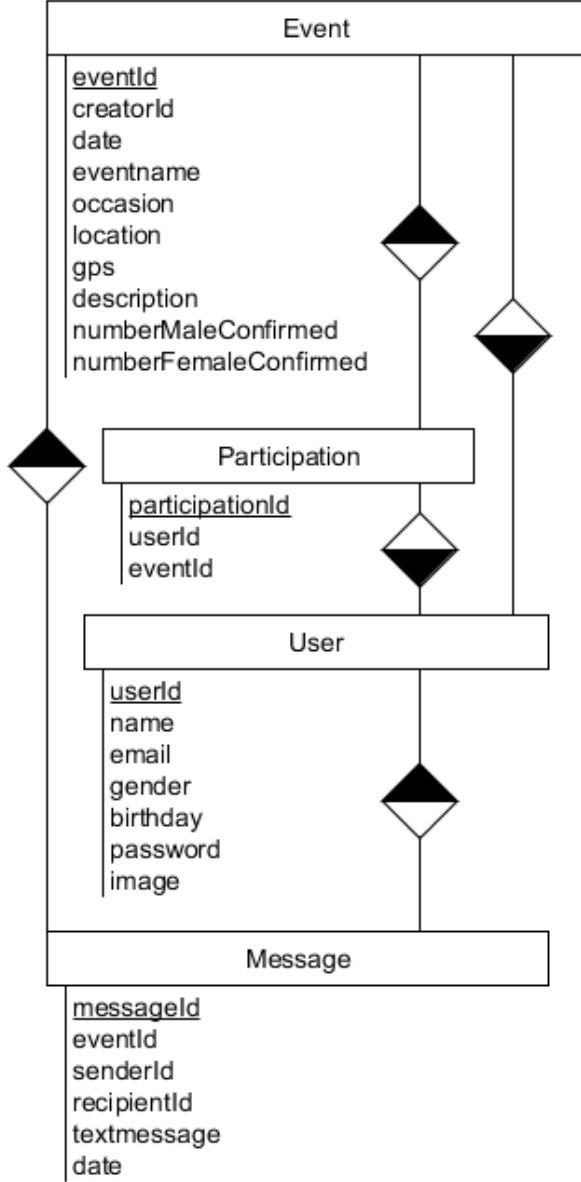 Event
eventId
creatorId
date
eventname
occasion
location
gps
description
numberMaleConfirmed
numberFemaleConfirmed
Participation
participationId
userId
eventId
User
userId
name
email
gender
birthday
password
image
Message
messageId
eventId
senderId
recipientId
textmessage
date